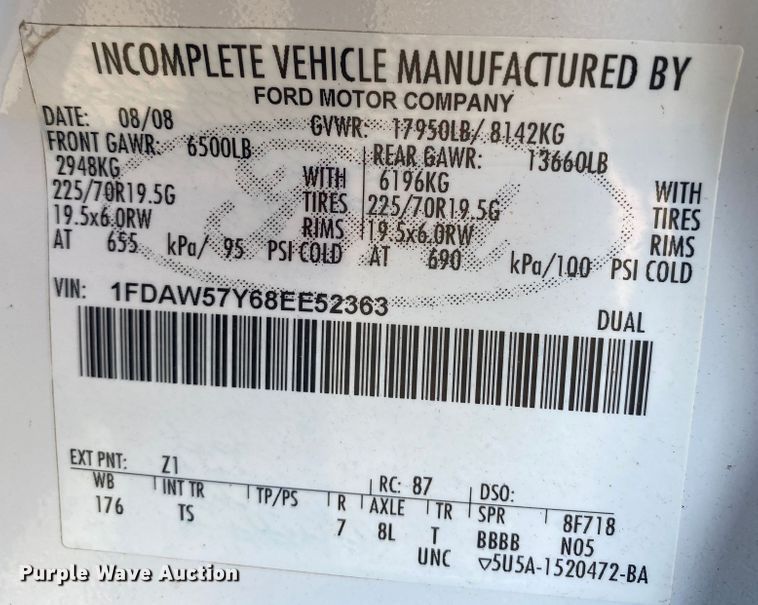 INCOMPLETE VEHICLE MANUFACTURED BY
FORD MOTOR COMPANY
DATE: 08/08 GVWR: 17950LB/ 8142KG
FRONT GAWR: 6500LB REAR GAWR: 13660LB
2948KG WITH 6196KG WITH
225/70R19.5G TIRES 225/70R19.5G TIRES
19.5x6.0RW RIMS 19.5x6.0RW RIMS
AT 655 kPa/ 95 PSI COLD AT 690 kPa/100 PSI COLD
VIN: 1FDAW57Y68EE52363 DUAL
EXT PNT: Z1 RC: 87 DSO:
WB INT TR TP/PS R AXLE TR SPR 8F718
176 TS 7 8L T BBBB N05
UNC ▽5U5A-1520472-BA
Purple Wave Auction